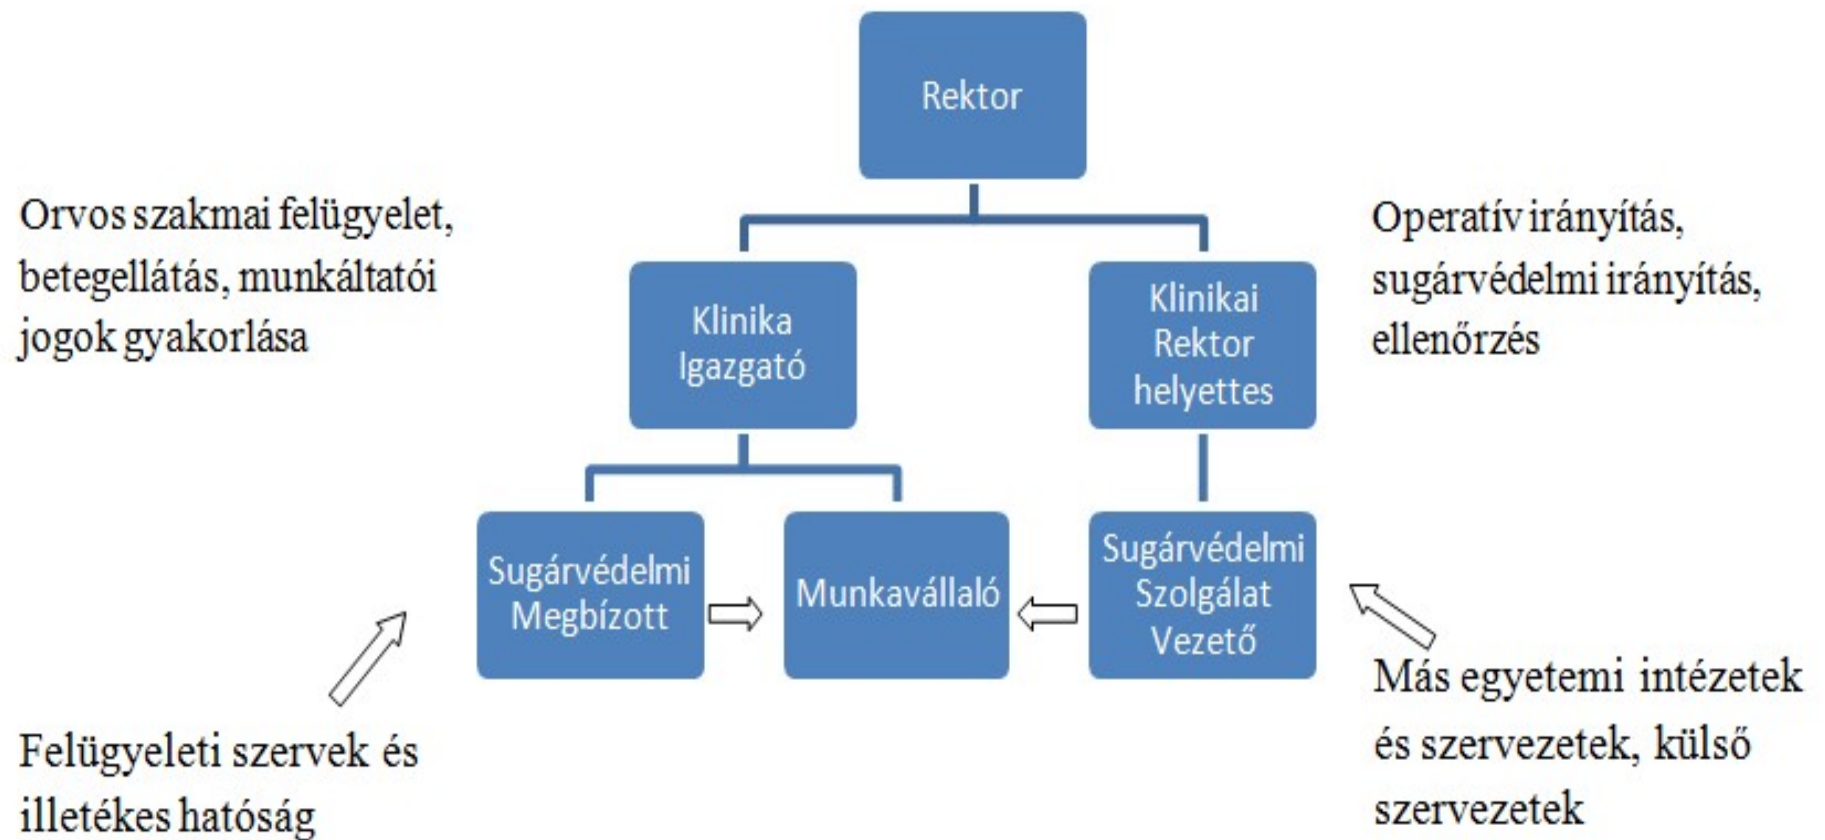 Rektor
Orvos szakmai felügyelet,
betegellátás, munkáltatói
jogok gyakorlása
Operatív irányítás,
sugárvédelmi irányítás,
ellenőrzés
Klinika
Igazgató
Klinikai
Rektor
helyettes
Sugárvédelmi
Megbízott
Munkavállaló
Sugárvédelmi
Szolgálat
Vezető
Felügyeleti szervek és
illetékes hatóság
Más egyetemi intézetek
és szervezetek, külső
szervezetek